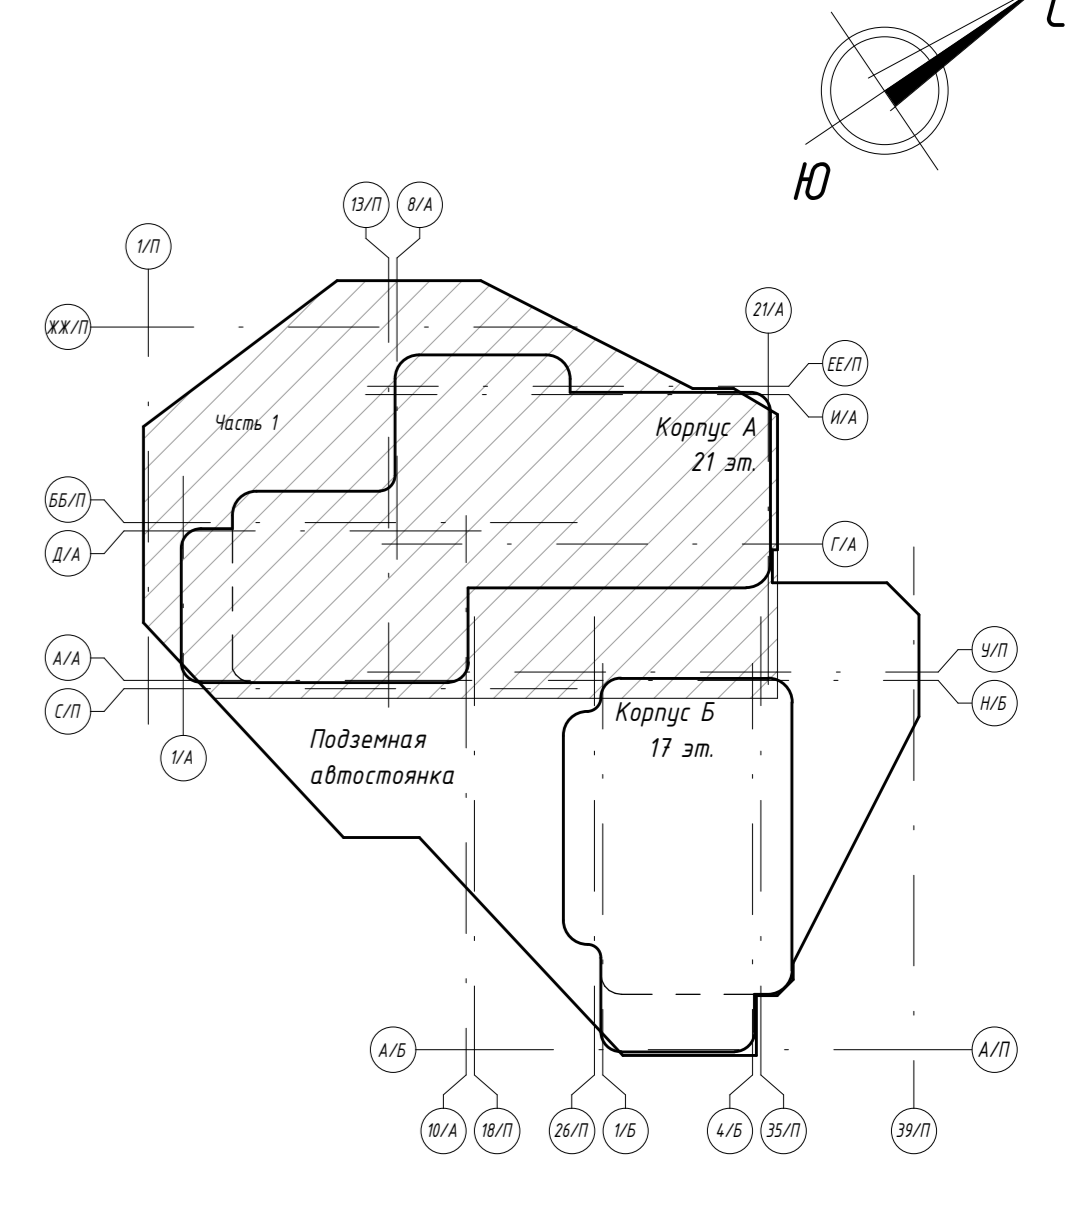 С
Ю
13/П
8/А
1/П
21/А
ЖЖ/П
ЕЕ/П
И/А
Часть 1
Корпус А
21 эт.
ББ/П
Д/А
Г/А
А/А
У/П
С/П
Н/Б
Корпус Б
17 эт.
1/А
Подземная
автостоянка
А/Б
А/П
10/А
18/П
26/П
1/Б
4/Б
35/П
39/П